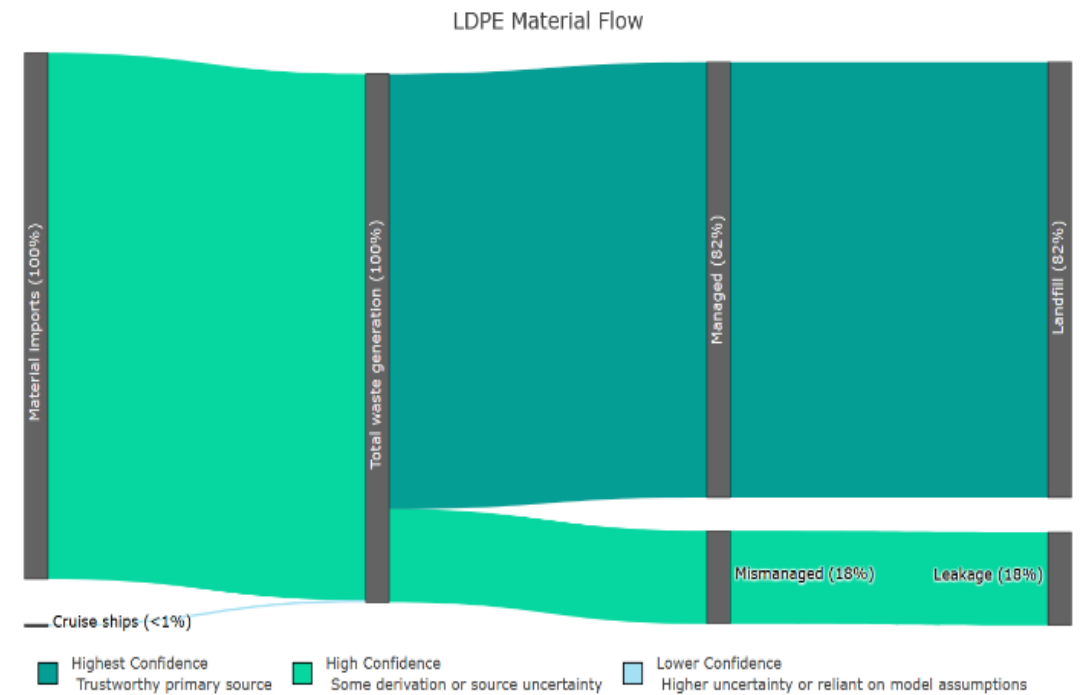 LDPE Material Flow
Material Imports (100%)
Total waste generation (100%)
Managed (82%)
Landfill (82%)
Mismanaged (18%)
Leakage (18%)
Cruise ships (<1%)
Highest Confidence
Trustworthy primary source
High Confidence
Some derivation or source uncertainty
Lower Confidence
Higher uncertainty or reliant on model assumptions